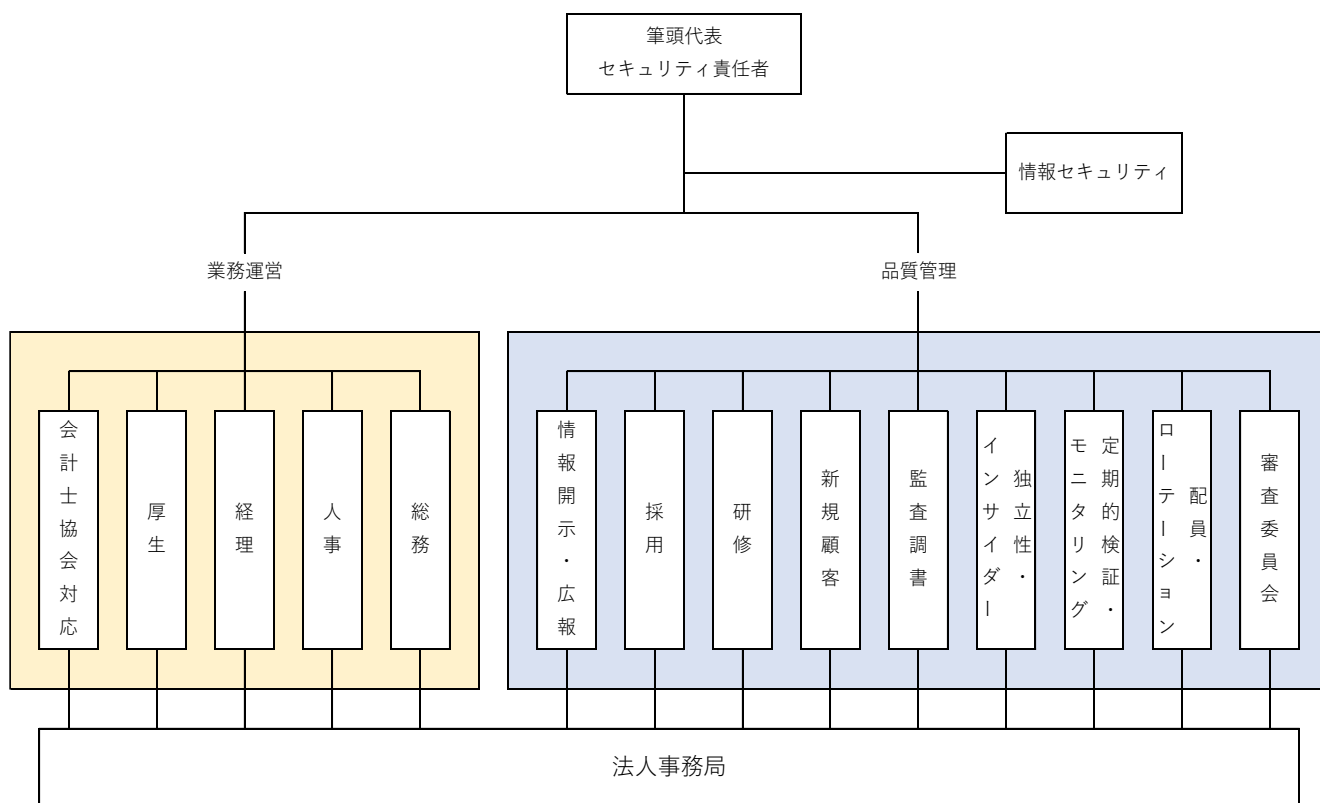 筆頭代表
セキュリティ責任者
情報セキュリティ
業務運営
品質管理
会計士協会対応
厚生
経理
人事
総務
情報開示・広報
採用
研修
新規顧客
監査調書
独立性・
インサイダー
定期的検証・
モニタリング
配員・
ローテーション
審査委員会
法人事務局